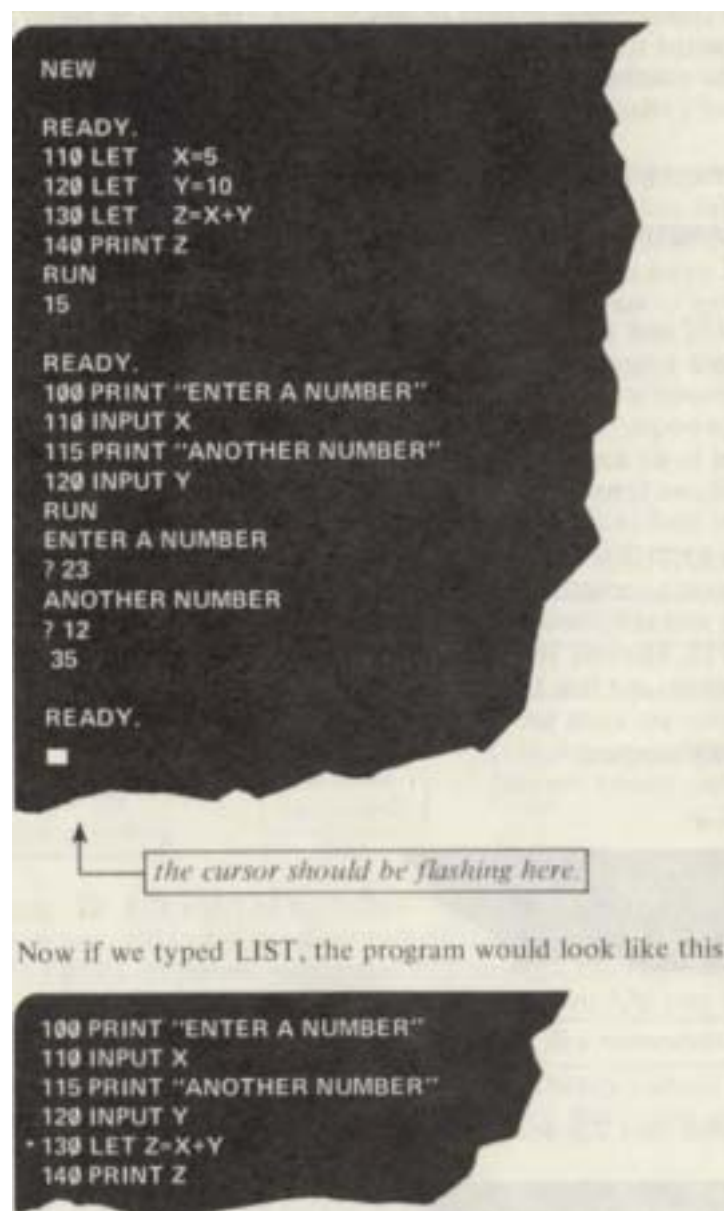 NEW
READY.
110 LET X=5
120 LET Y=10
130 LET Z=X+Y
140 PRINT Z
RUN
15
READY.
100 PRINT "ENTER A NUMBER"
110 INPUT X
115 PRINT "ANOTHER NUMBER"
120 INPUT Y
RUN
ENTER A NUMBER
? 23
ANOTHER NUMBER
? 12
35
READY.
the cursor should be flashing here.
Now if we typed LIST, the program would look like this
100 PRINT "ENTER A NUMBER"
110 INPUT X
115 PRINT "ANOTHER NUMBER"
120 INPUT Y
130 LET Z=X+Y
140 PRINT Z